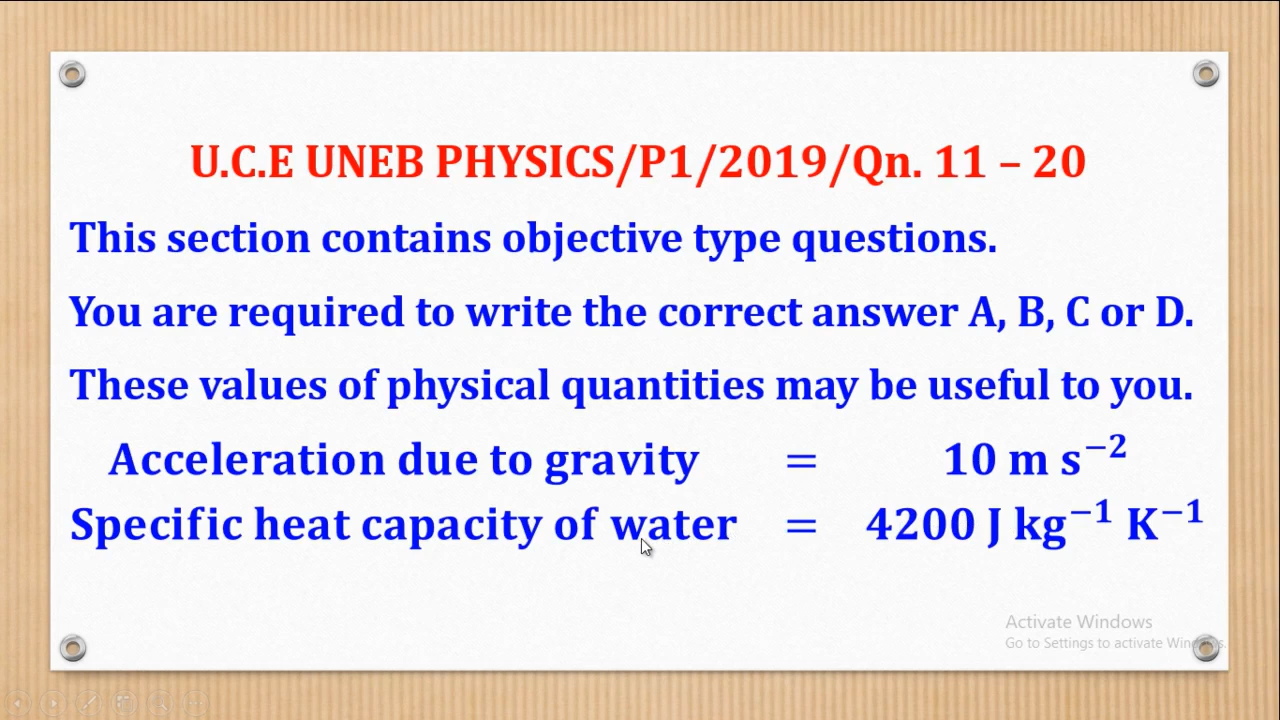 U.C.E UNEB PHYSICS/P1/2019/Qn. 11 – 20
This section contains objective type questions.
You are required to write the correct answer A, B, C or D.
These values of physical quantities may be useful to you.
Acceleration due to gravity = 10 m s⁻²
Specific heat capacity of water = 4200 J kg⁻¹ K⁻¹
Activate Windows
Go to Settings to activate Windows.